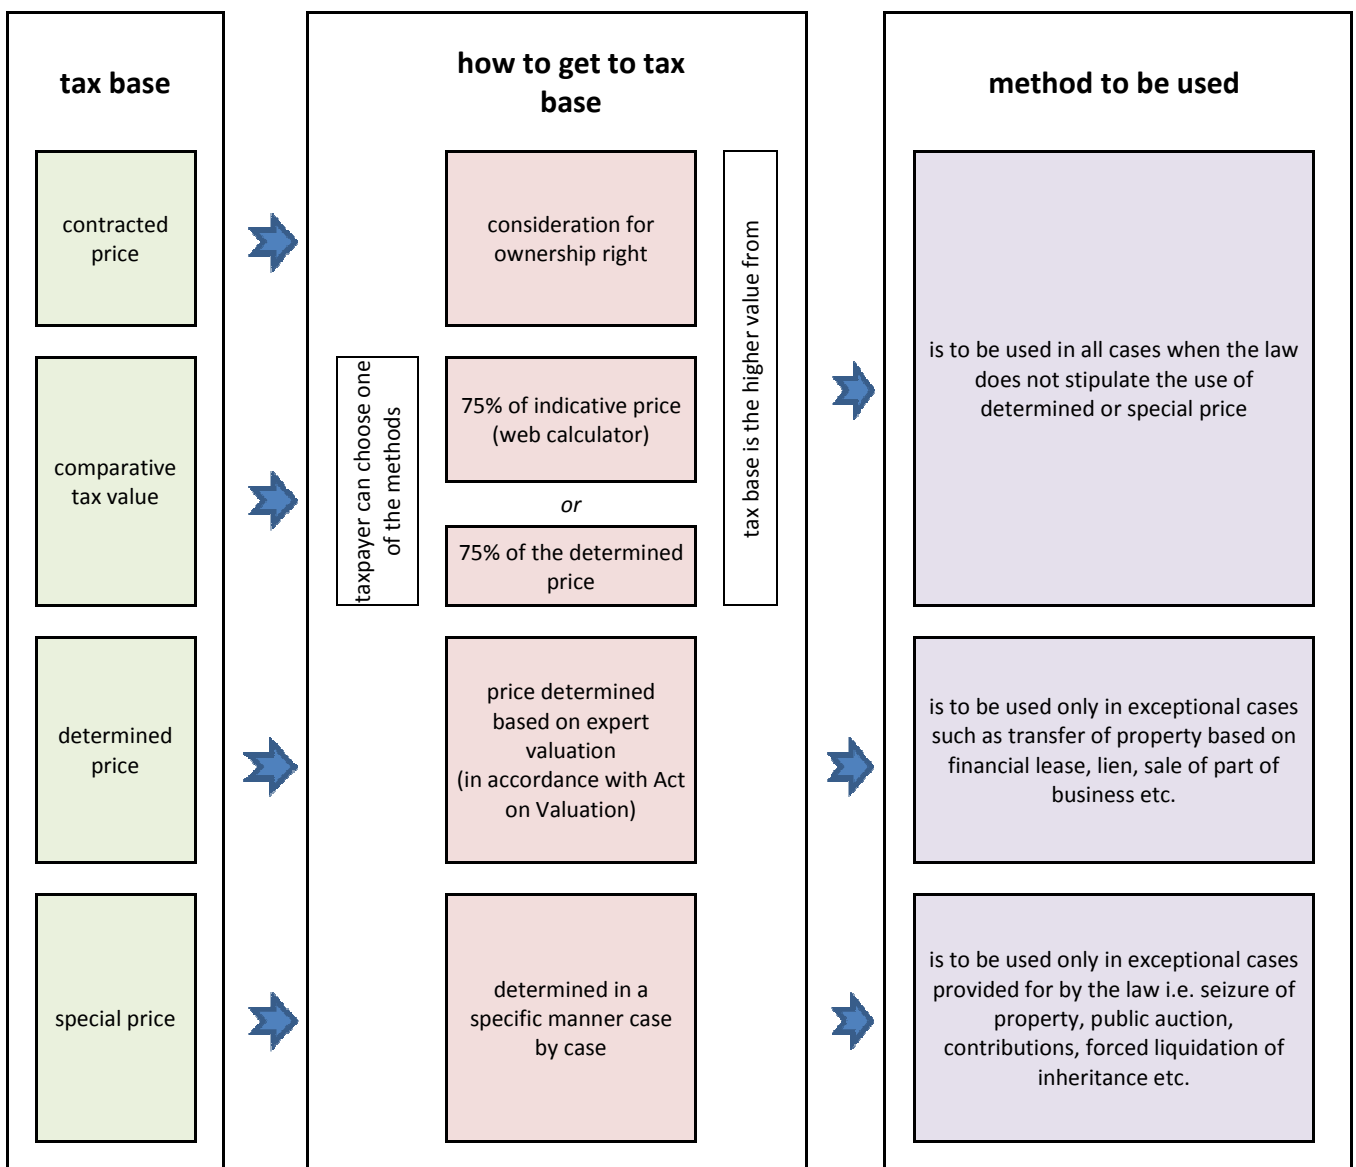 tax base
how to get to tax
base
method to be used
contracted
price
consideration for
ownership right
tax base is the higher value from
is to be used in all cases when the law
does not stipulate the use of
determined or special price
comparative
tax value
taxpayer can choose one
of the methods
75% of indicative price
(web calculator)
or
75% of the determined
price
determined
price
price determined
based on expert
valuation
(in accordance with Act
on Valuation)
is to be used only in exceptional cases
such as transfer of property based on
financial lease, lien, sale of part of
business etc.
special price
determined in a
specific manner case
by case
is to be used only in exceptional cases
provided for by the law i.e. seizure of
property, public auction,
contributions, forced liquidation of
inheritance etc.